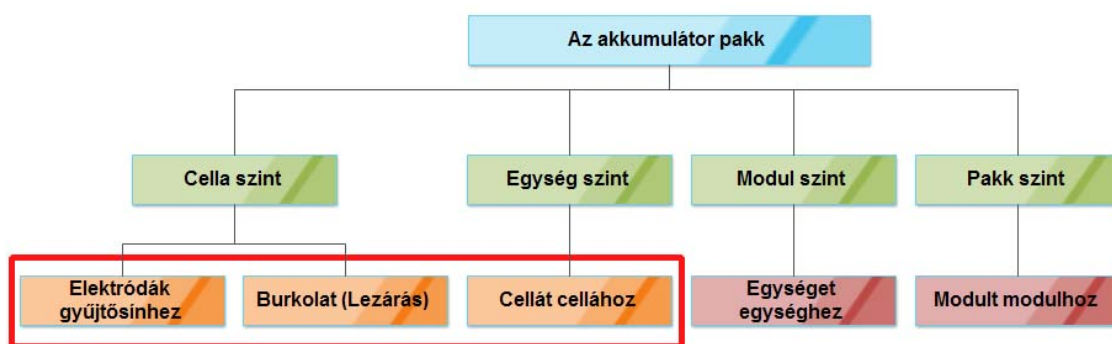 Az akkumulátor pakk
Cella szint
Egység szint
Modul szint
Pakk szint
Elektródák
gyűjtősínhez
Burkolat (Lezárás)
Cellát cellához
Egységet
egységhez
Modult modulhoz